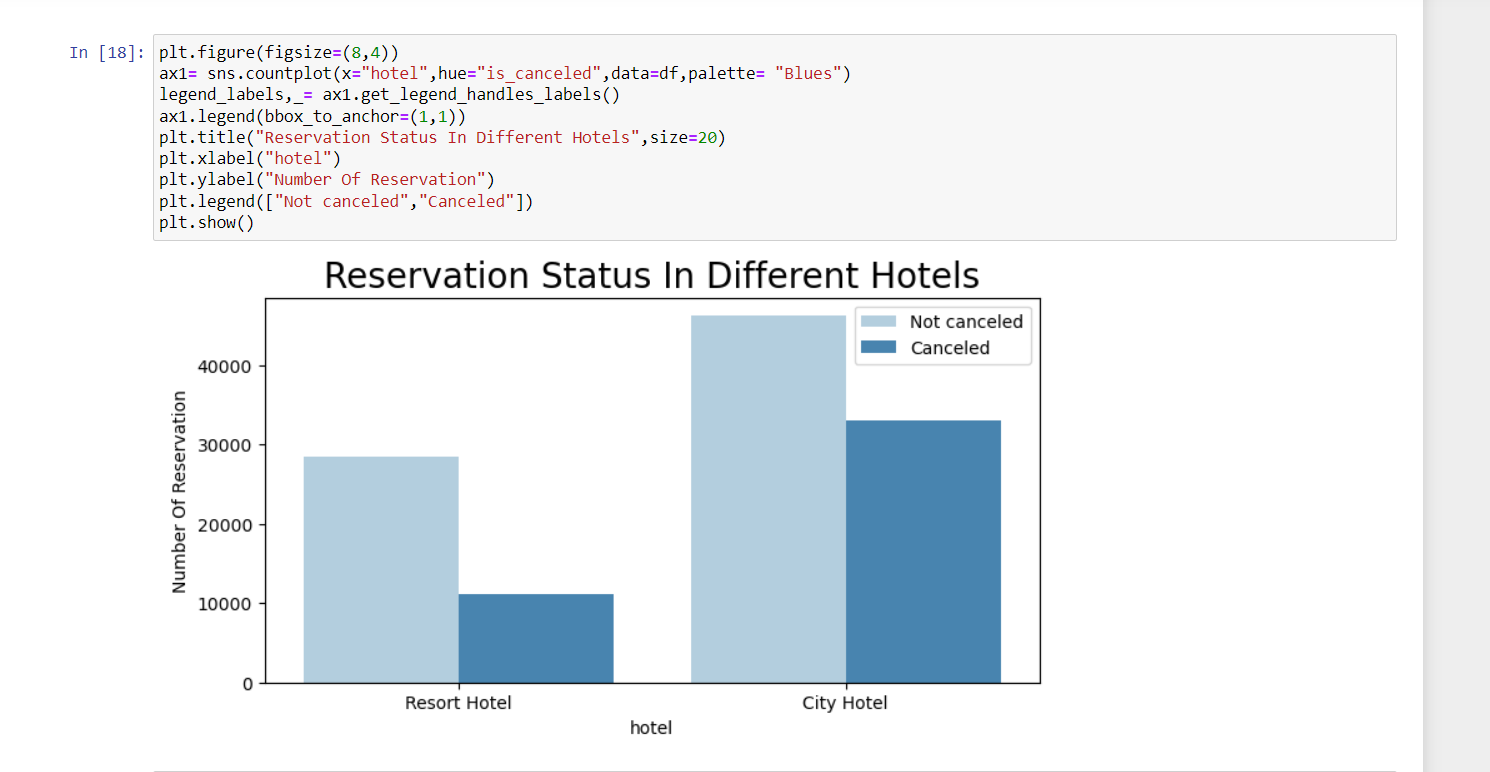 In [18]: plt.figure(figsize=(8,4))
ax1= sns.countplot(x="hotel",hue="is_canceled",data=df,palette= "Blues")
legend_labels,_= ax1.get_legend_handles_labels()
ax1.legend(bbox_to_anchor=(1,1))
plt.title("Reservation Status In Different Hotels",size=20)
plt.xlabel("hotel")
plt.ylabel("Number Of Reservation")
plt.legend(["Not canceled","Canceled"])
plt.show()
Reservation Status In Different Hotels
Not canceled
Canceled
Number Of Reservation
40000
30000
20000
10000
0
Resort Hotel
City Hotel
hotel